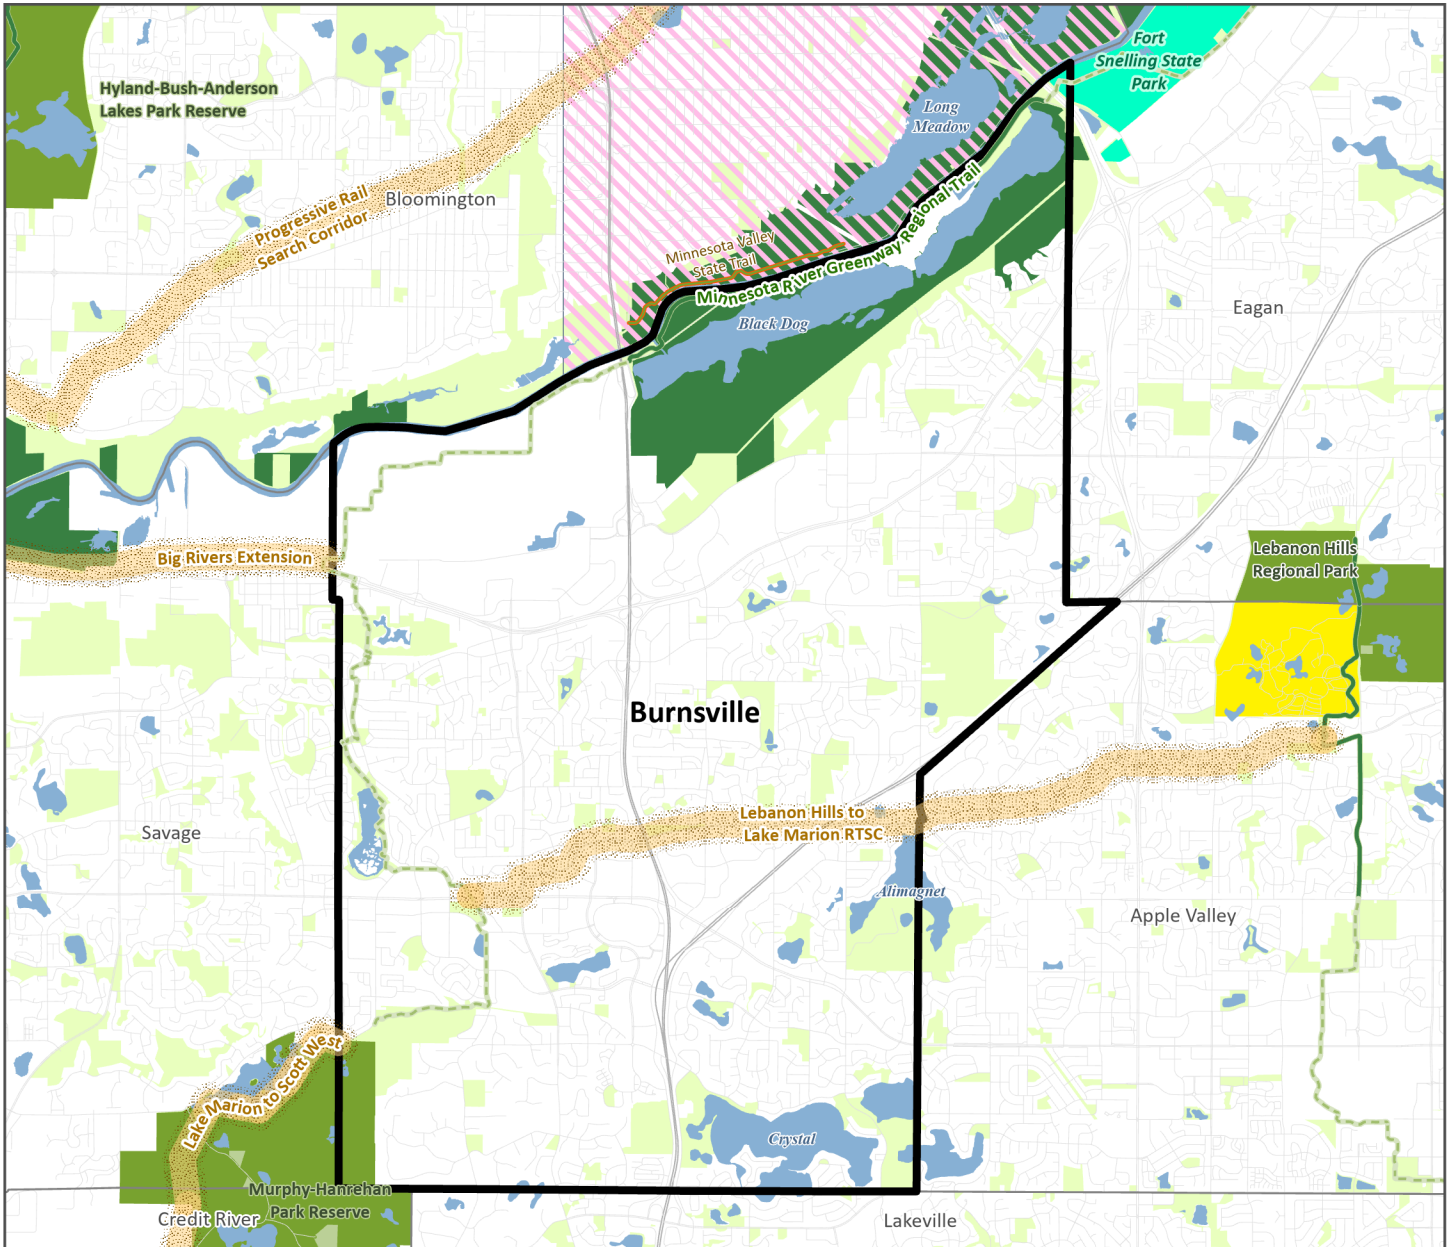 Fort
Snelling State
Park
Hyland-Bush-Anderson
Lakes Park Reserve
Long
Meadow
Progressive Rail
Search Corridor
Bloomington
Minnesota Valley
State Trail
Minnesota River Greenway Regional Trail
Eagan
Black Dog
Big Rivers Extension
Lebanon Hills
Regional Park
Burnsville
Lebanon Hills to
Lake Marion RTSC
Savage
Alimagnet
Apple Valley
Lake Marion to Scott West
Crystal
Murphy-Hanrehan
Park Reserve
Credit River
Lakeville